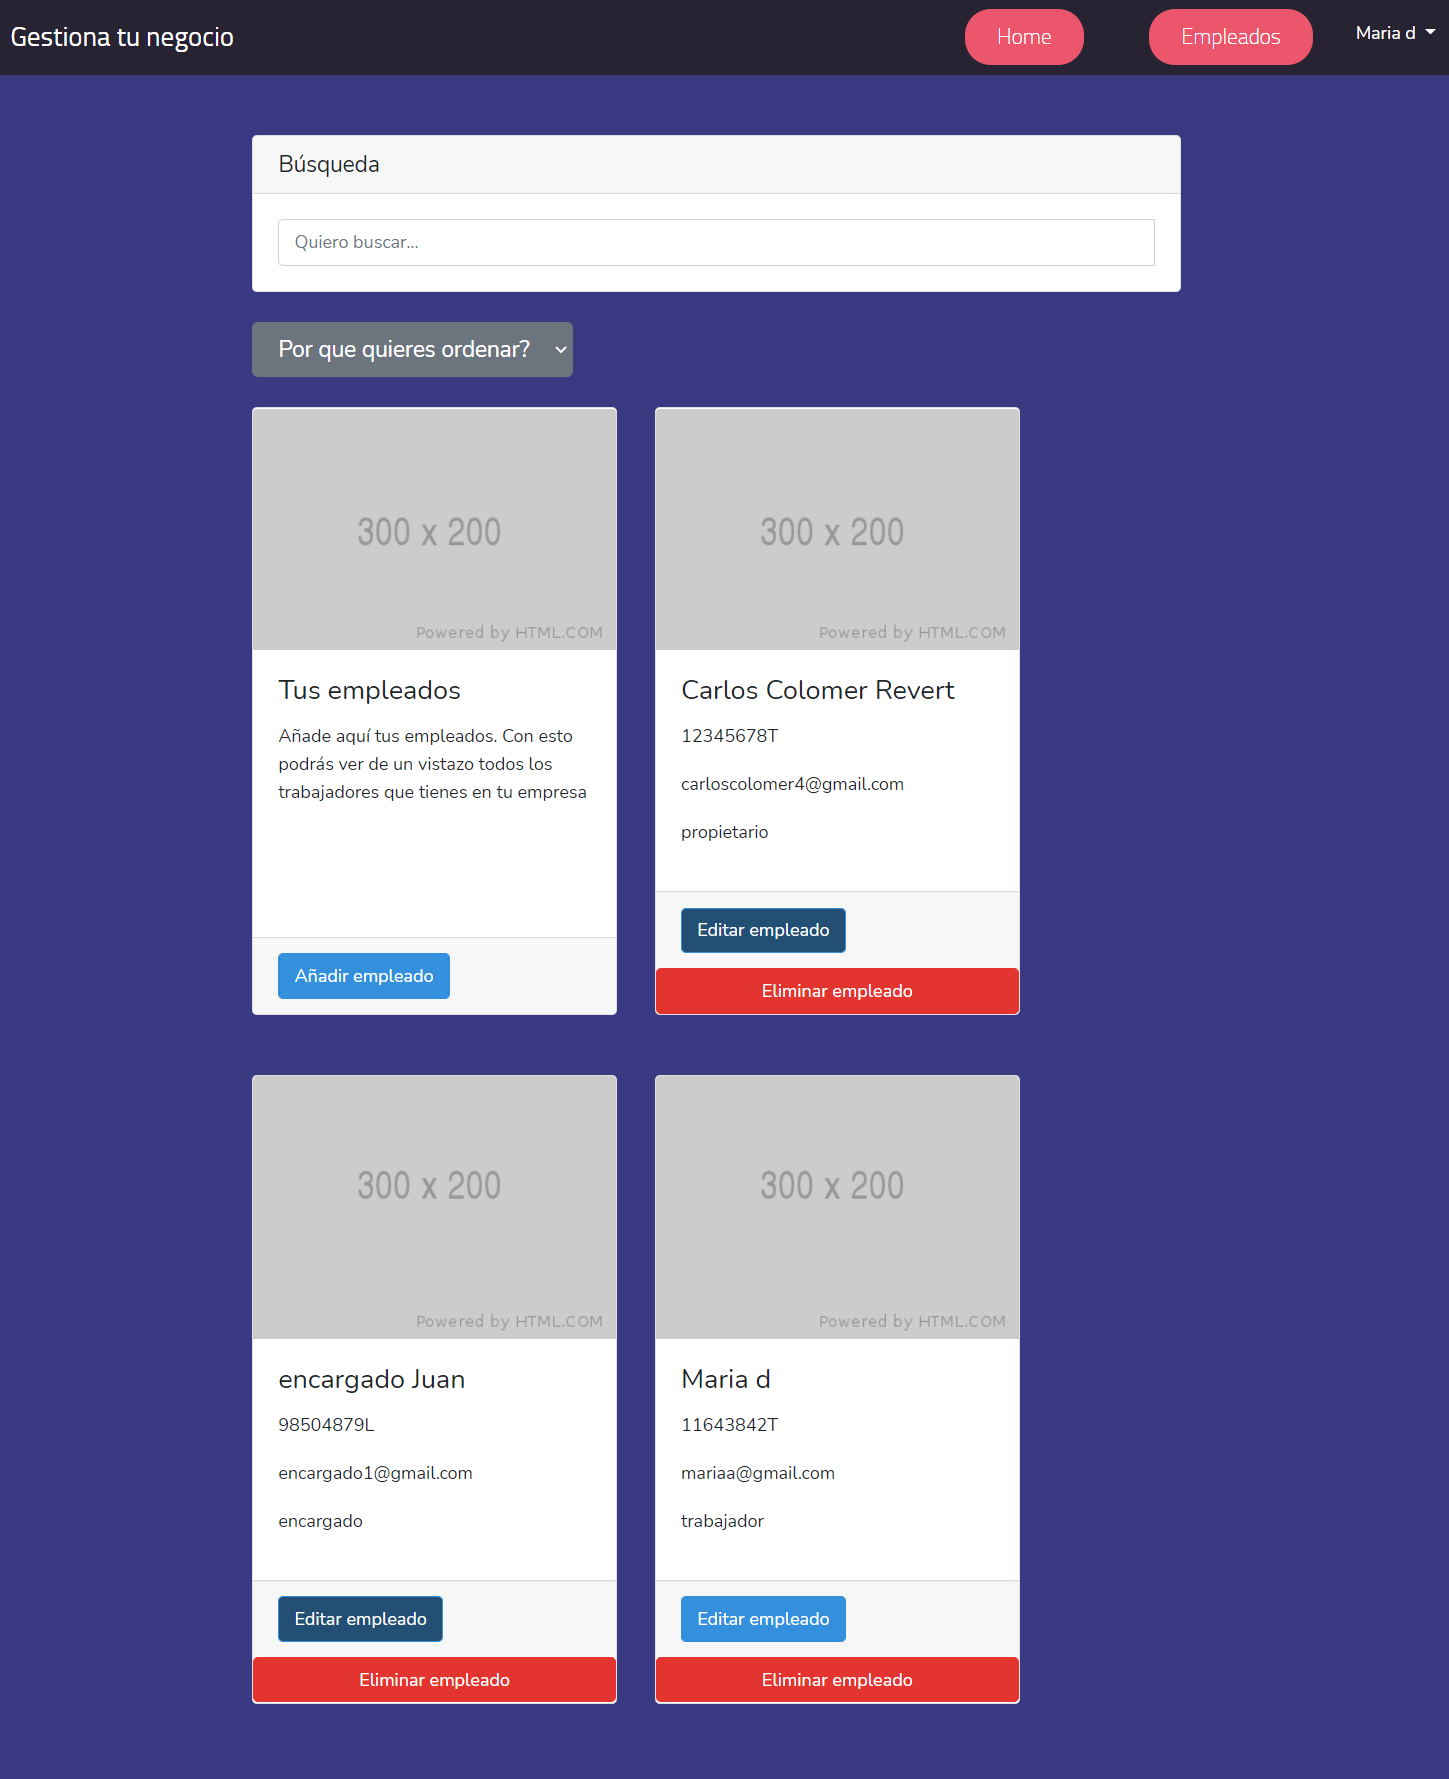 Gestiona tu negocio
Home
Empleados
Maria d
Búsqueda
Quiero buscar...
Por que quieres ordenar?
300 x 200
Powered by HTML.COM
Tus empleados
Añade aquí tus empleados. Con esto
podrás ver de un vistazo todos los
trabajadores que tienes en tu empresa
Añadir empleado
300 x 200
Powered by HTML.COM
Carlos Colomer Revert
12345678T
carloscolomer4@gmail.com
propietario
Editar empleado
Eliminar empleado
300 x 200
Powered by HTML.COM
encargado Juan
98504879L
encargado1@gmail.com
encargado
Editar empleado
Eliminar empleado
300 x 200
Powered by HTML.COM
Maria d
11643842T
mariaa@gmail.com
trabajador
Editar empleado
Eliminar empleado